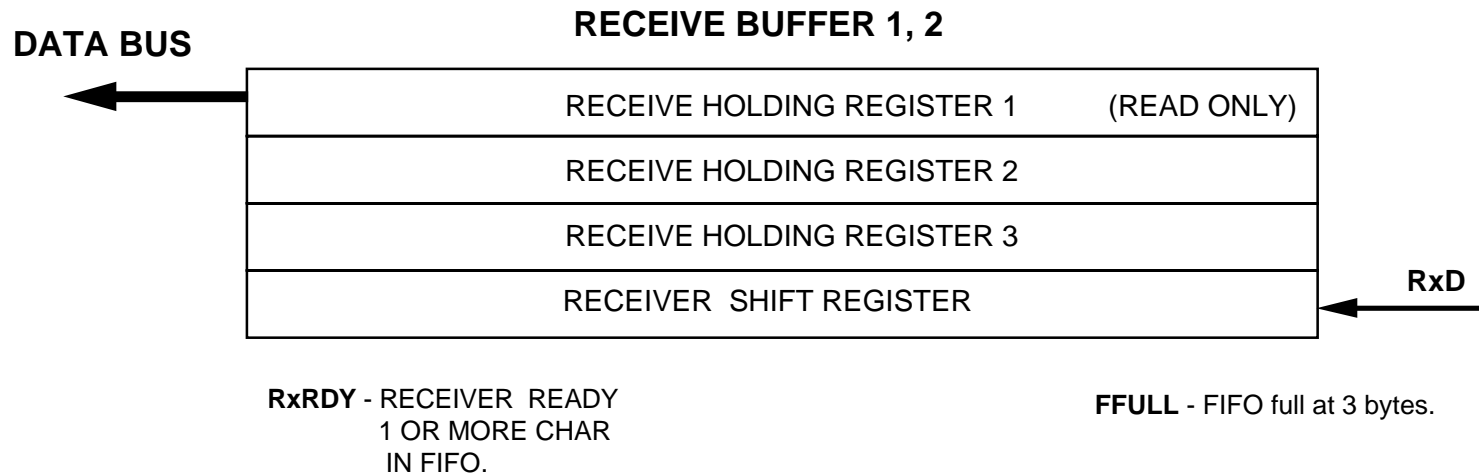 RECEIVE BUFFER 1, 2
DATA BUS
RECEIVE HOLDING REGISTER 1 (READ ONLY)
RECEIVE HOLDING REGISTER 2
RECEIVE HOLDING REGISTER 3
RECEIVER SHIFT REGISTER
RxD
RxRDY - RECEIVER READY
1 OR MORE CHAR
IN FIFO.
FFULL - FIFO full at 3 bytes.